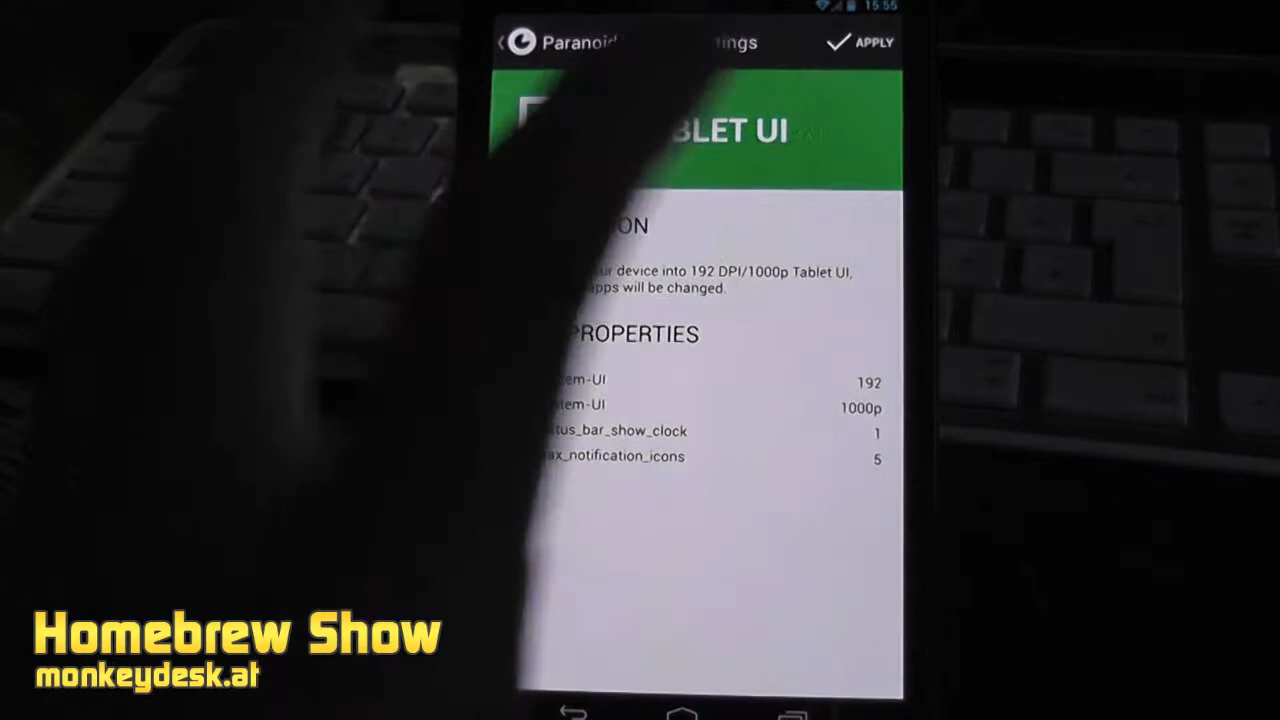 15:55
Paranoid ings APPLY
BLET UI
ON
ur device into 192 DPI/1000p Tablet UI,
apps will be changed.
PROPERTIES
em-UI 192
tem-UI 1000p
tus_bar_show_clock 1
ax_notification_icons 5
Homebrew Show
monkeydesk.at